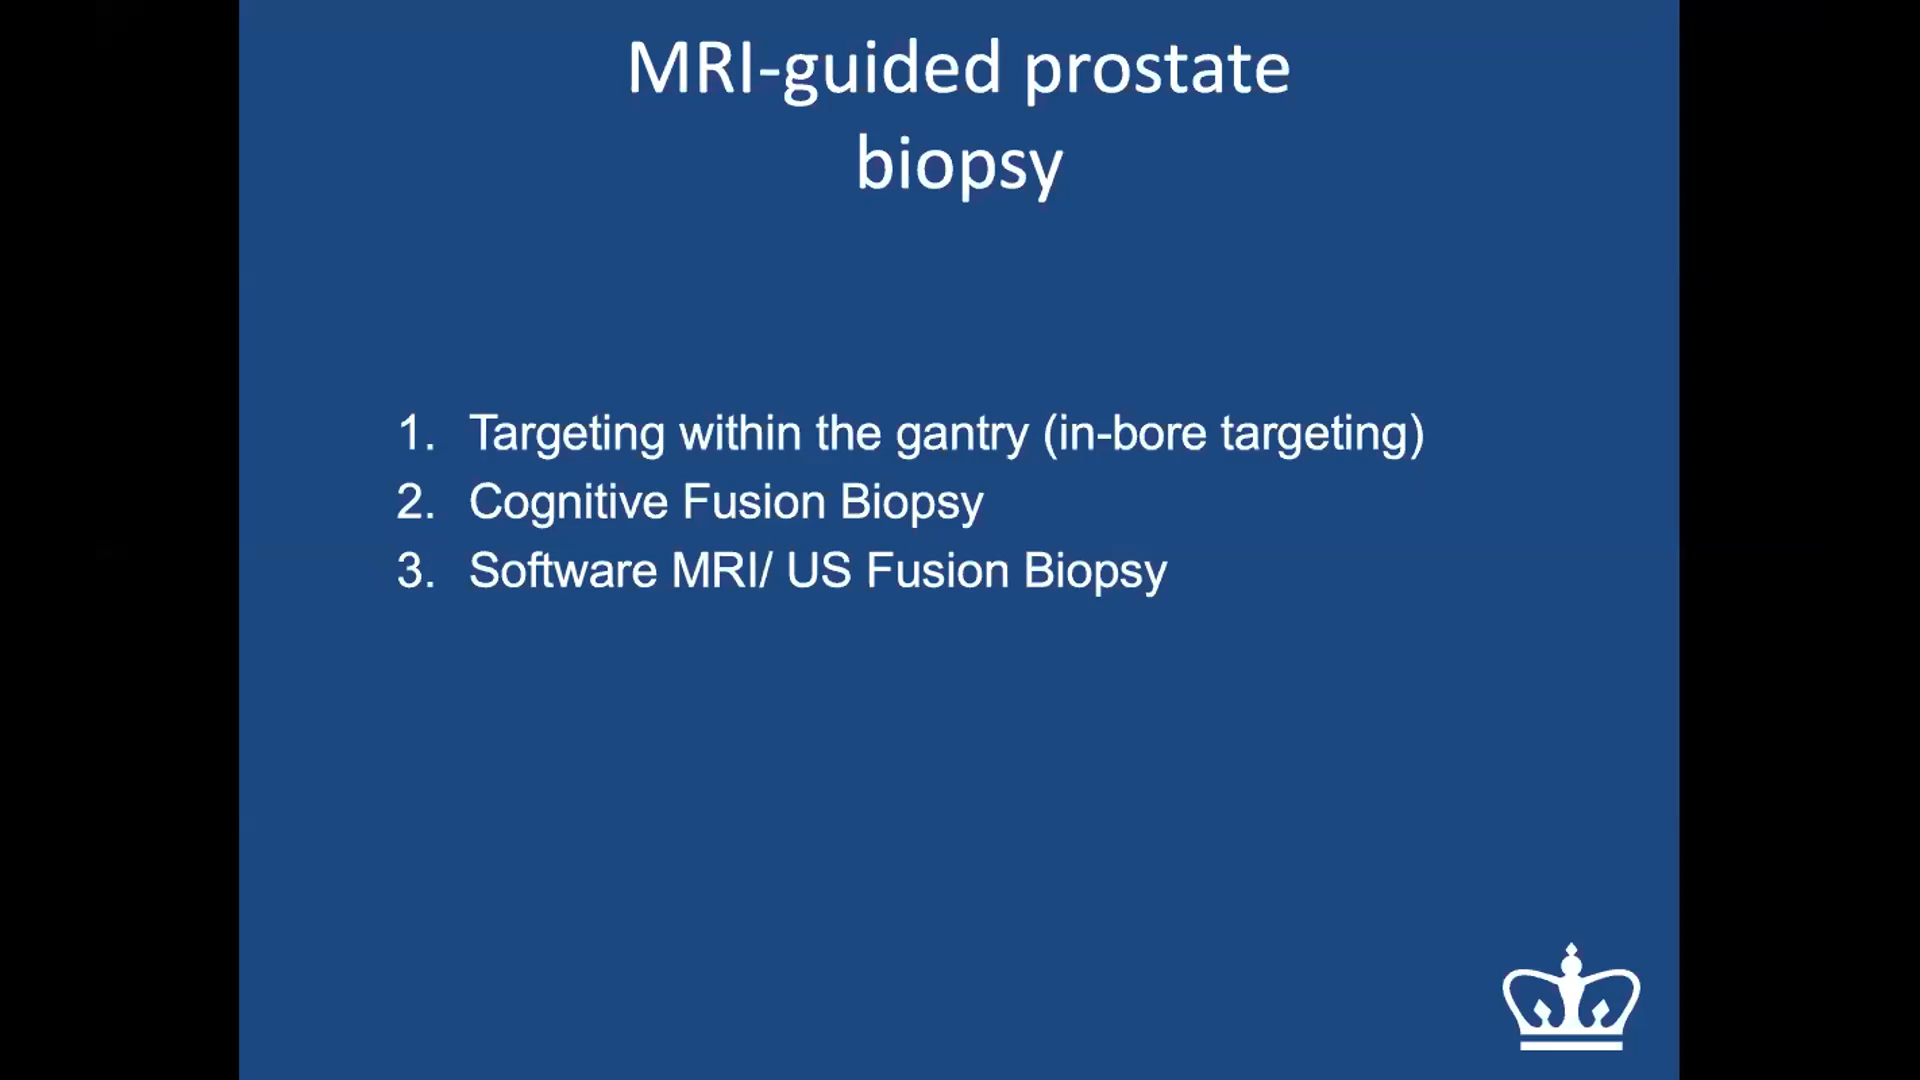 MRI-guided prostate
biopsy
1. Targeting within the gantry (in-bore targeting)
2. Cognitive Fusion Biopsy
3. Software MRI/ US Fusion Biopsy